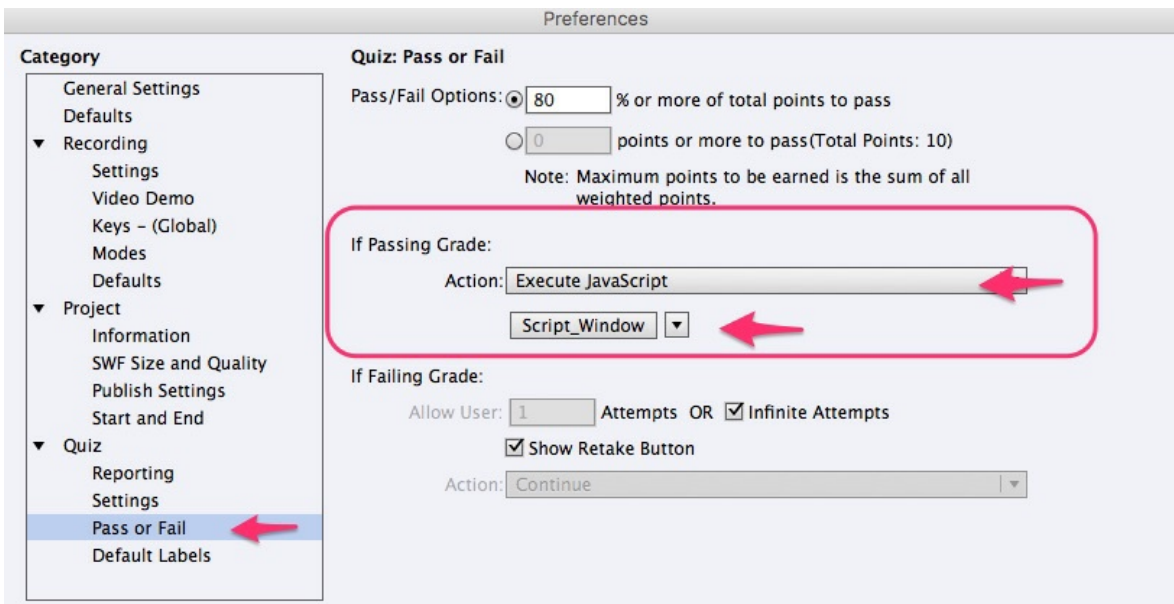 Preferences
Category
General Settings
Defaults
Recording
Settings
Video Demo
Keys - (Global)
Modes
Defaults
Project
Information
SWF Size and Quality
Publish Settings
Start and End
Quiz
Reporting
Settings
Pass or Fail
Default Labels
Quiz: Pass or Fail
Pass/Fail Options: 80 % or more of total points to pass
0 points or more to pass(Total Points: 10)
Note: Maximum points to be earned is the sum of all
weighted points.
If Passing Grade:
Action: Execute JavaScript
Script_Window
If Failing Grade:
Allow User: 1 Attempts OR Infinite Attempts
Show Retake Button
Action: Continue